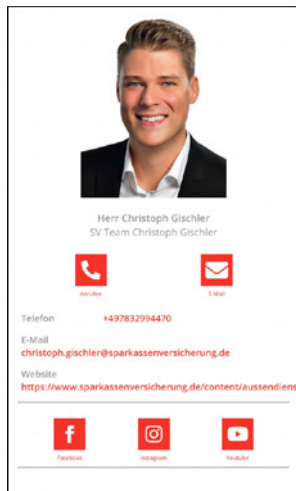 Herr Christoph Gischler
SV Team Christoph Gischler
Anrufen
E-Mail
Telefon +497832994470
E-Mail
christoph.gischler@sparkassenversicherung.de
Website
https://www.sparkassenversicherung.de/content/aussendiens
Facebook
Instagram
Youtube